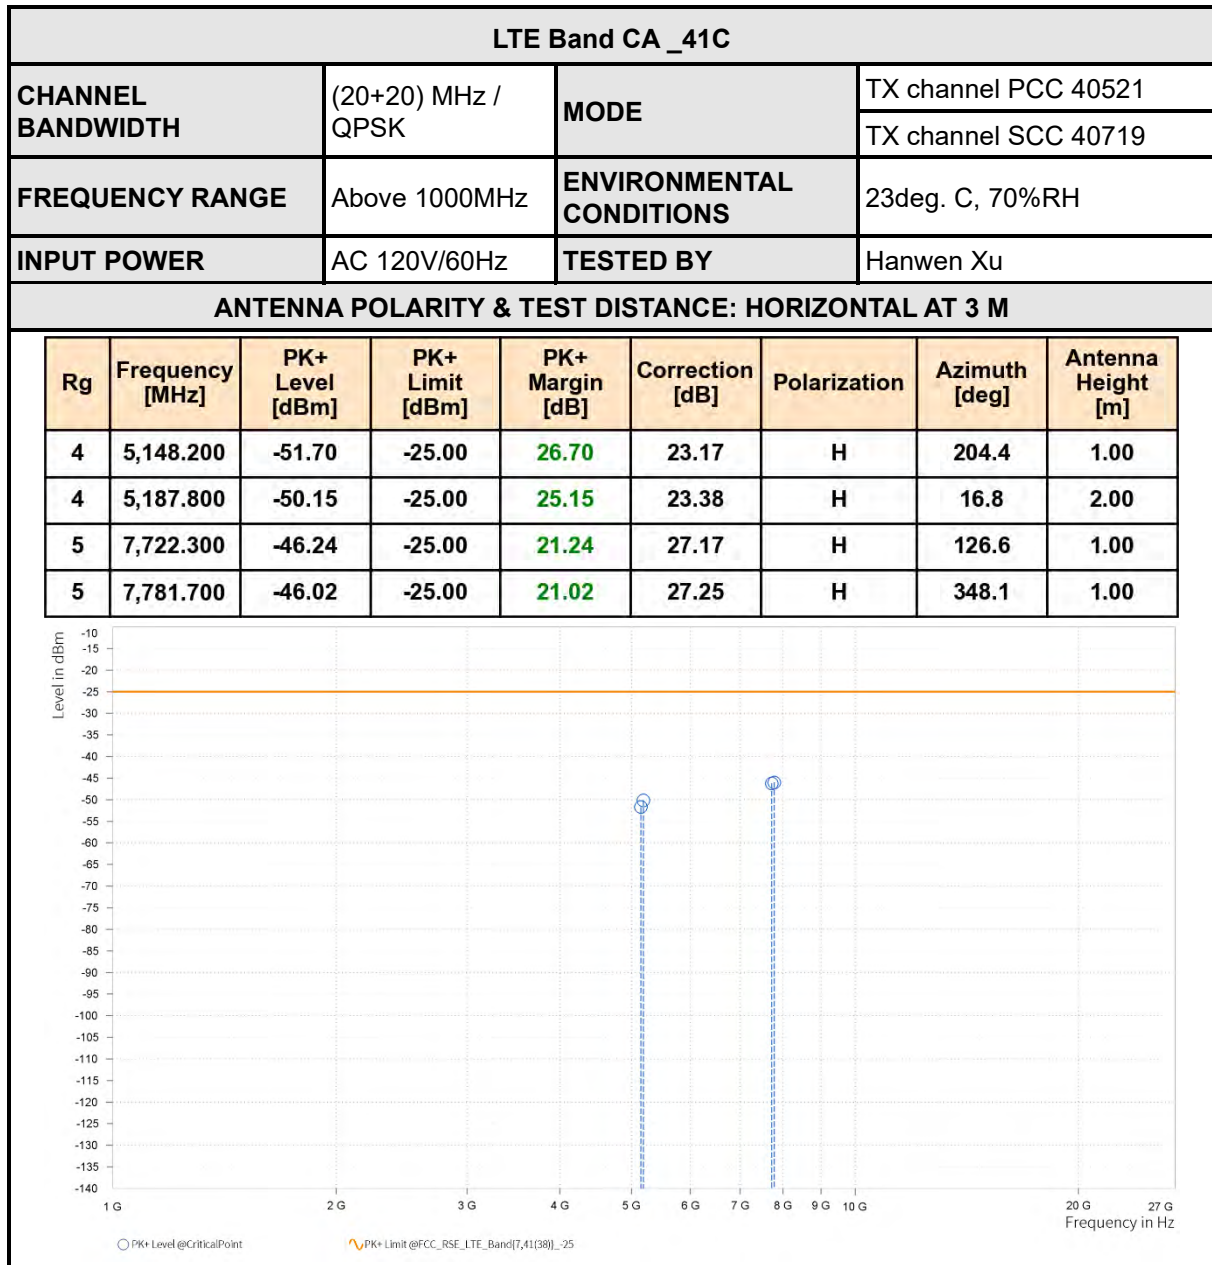 LTE Band CA _41C
CHANNEL BANDWIDTH (20+20) MHz / QPSK MODE TX channel PCC 40521
TX channel SCC 40719
FREQUENCY RANGE Above 1000MHz ENVIRONMENTAL CONDITIONS 23deg. C, 70%RH
INPUT POWER AC 120V/60Hz TESTED BY Hanwen Xu
ANTENNA POLARITY & TEST DISTANCE: HORIZONTAL AT 3 M
Rg Frequency [MHz] PK+ Level [dBm] PK+ Limit [dBm] PK+ Margin [dB] Correction [dB] Polarization Azimuth [deg] Antenna Height [m]
4 5,148.200 -51.70 -25.00 26.70 23.17 H 204.4 1.00
4 5,187.800 -50.15 -25.00 25.15 23.38 H 16.8 2.00
5 7,722.300 -46.24 -25.00 21.24 27.17 H 126.6 1.00
5 7,781.700 -46.02 -25.00 21.02 27.25 H 348.1 1.00
Level in dBm
-10
-15
-20
-25
-30
-35
-40
-45
-50
-55
-60
-65
-70
-75
-80
-85
-90
-95
-100
-105
-110
-115
-120
-125
-130
-135
-140
1 G 2 G 3 G 4 G 5 G 6 G 7 G 8 G 9 G 10 G 20 G 27 G
Frequency in Hz
PK+ Level @CriticalPoint PK+ Limit @FCC_RSE_LTE_Band{7,41(38)}_-25